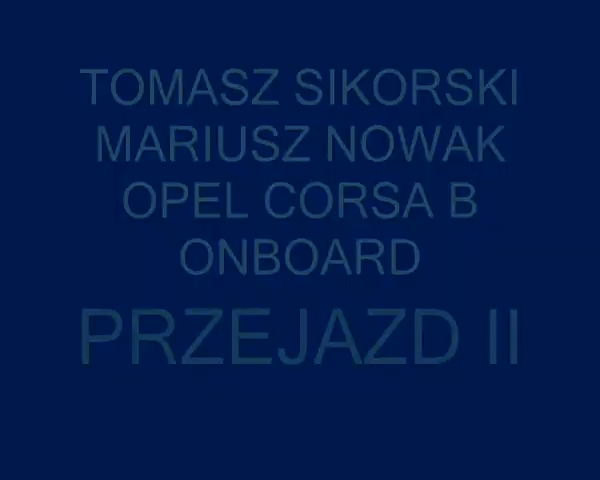 TOMASZ SIKORSKI
MARIUSZ NOWAK
OPEL CORSA B
ONBOARD
PRZEJAZD II